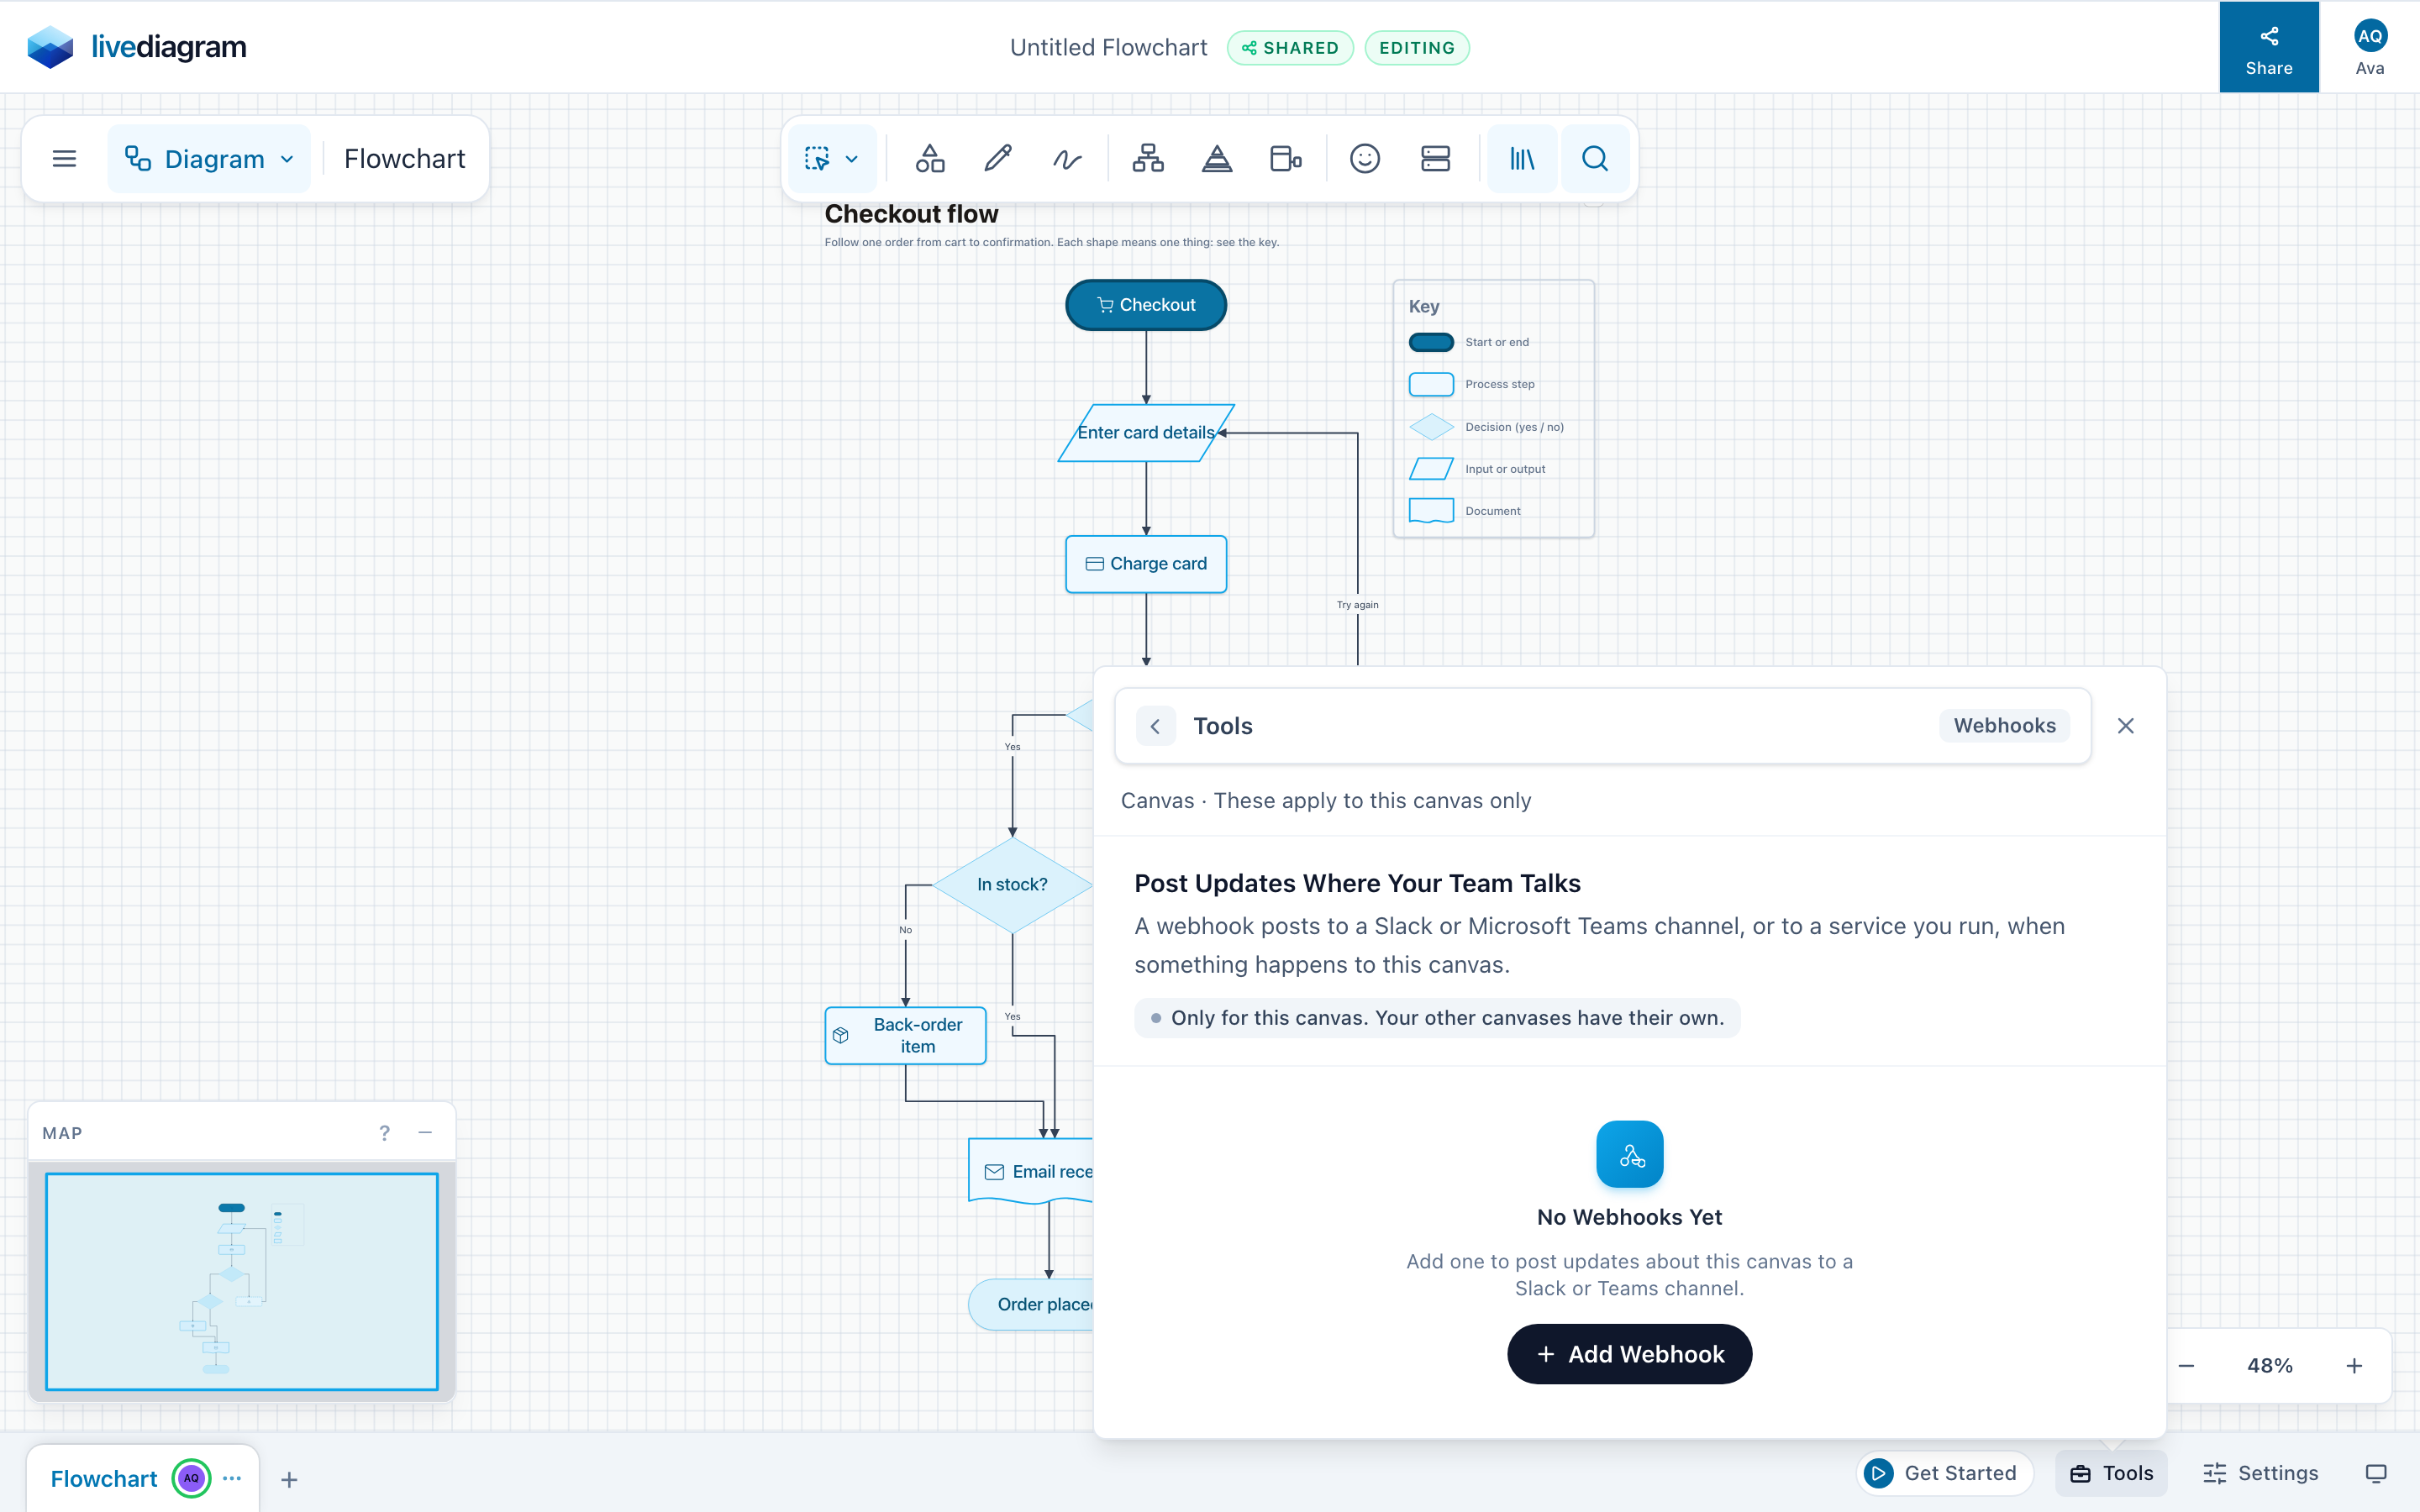 livediagram
Untitled Flowchart
SHARED
EDITING
Share
AQ
Ava
Diagram
Flowchart
Checkout flow
Follow one order from cart to confirmation. Each shape means one thing: see the key.
Checkout
Key
Start or end
Process step
Decision (yes / no)
Input or output
Document
Enter card details
Charge card
Try again
Yes
In stock?
No
Yes
Back-order
item
Email rece
Order place
Tools
Webhooks
Canvas · These apply to this canvas only
Post Updates Where Your Team Talks
A webhook posts to a Slack or Microsoft Teams channel, or to a service you run, when
something happens to this canvas.
Only for this canvas. Your other canvases have their own.
No Webhooks Yet
Add one to post updates about this canvas to a
Slack or Teams channel.
+ Add Webhook
MAP
?
48%
Flowchart
AQ
Get Started
Tools
Settings